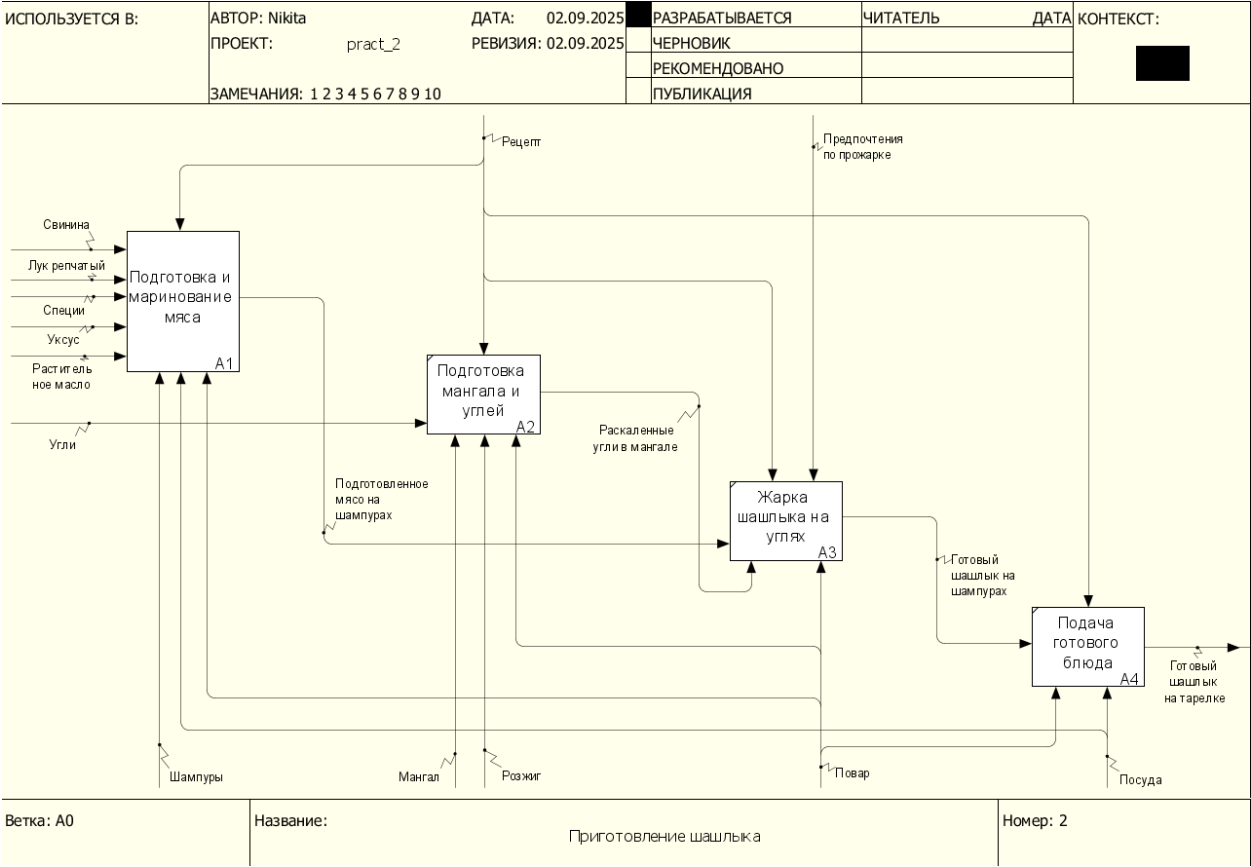 ИСПОЛЬЗУЕТСЯ В:
АВТОР: Nikita
ДАТА: 02.09.2025
РАЗРАБАТЫВАЕТСЯ
ЧИТАТЕЛЬ
ДАТА
КОНТЕКСТ:
ПРОЕКТ: pract_2
РЕВИЗИЯ: 02.09.2025
ЧЕРНОВИК
РЕКОМЕНДОВАНО
ЗАМЕЧАНИЯ: 1 2 3 4 5 6 7 8 9 10
ПУБЛИКАЦИЯ
Рецепт
Предпочтения
по прожарке
Свинина
Лук репчатый
Специи
Уксус
Раститель
ное масло
Подготовка и
маринование
мяса
A1
Угли
Подготовка
мангала и
углей
A2
Раскаленные
угли в мангале
Подготовленное
мясо на
шампурах
Жарка
шашлыка на
углях
A3
Готовый
шашлык на
шампурах
Подача
готового
блюда
A4
Готовый
шашлык
на тарелке
Шампуры
Мангал
Розжиг
Повар
Посуда
Ветка: A0
Название:
Приготовление шашлыка
Номер: 2